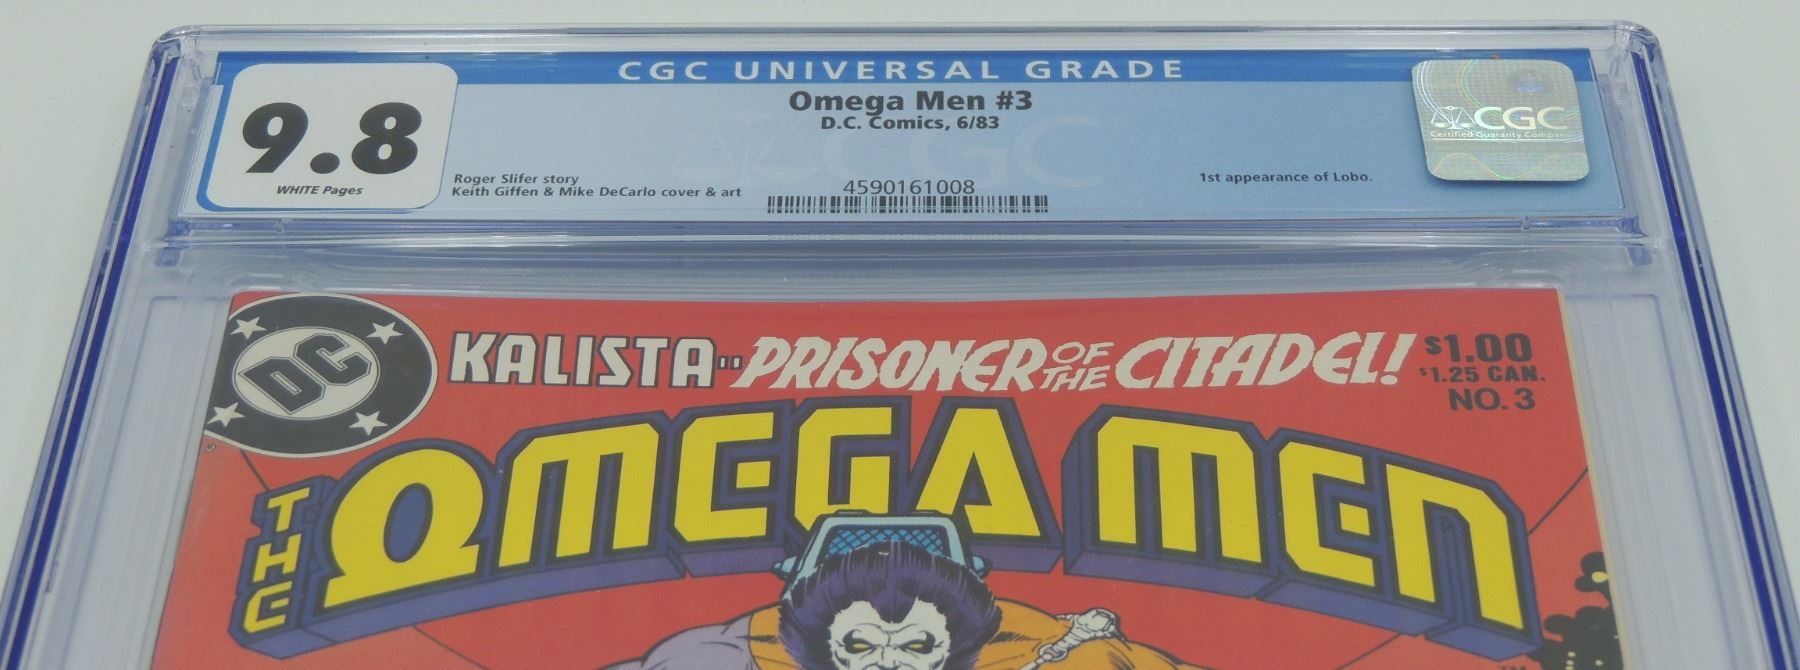 CGC UNIVERSAL GRADE
9.8
WHITE Pages
Omega Men #3
D.C. Comics, 6/83
Roger Slifer story
Keith Giffen & Mike DeCarlo cover & art
4590161008
1st appearance of Lobo.
CGC
Certified Guaranty Company
CGC
DC
KALISTA--PRISONER OF THE CITADEL!
$1.00
$1.25 CAN.
NO. 3
THE OMEGA MEN
TM